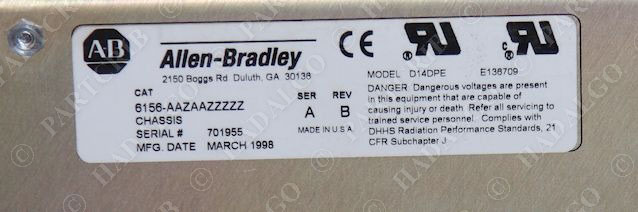 AB
Allen-Bradley
2150 Boggs Rd. Duluth, GA 30136
CAT
6156-AAZAAZZZZZ
CHASSIS
SERIAL # 701955
MFG. DATE MARCH 1998
SER REV
A B
MADE IN U.S.A.
CE
MODEL D14DPE E136709
DANGER: Dangerous voltages are present
in this equipment that are capable of
causing injury or death. Refer all servicing to
trained service personnel. Complies with
DHHS Radiation Performance Standards, 21
CFR Subchapter J